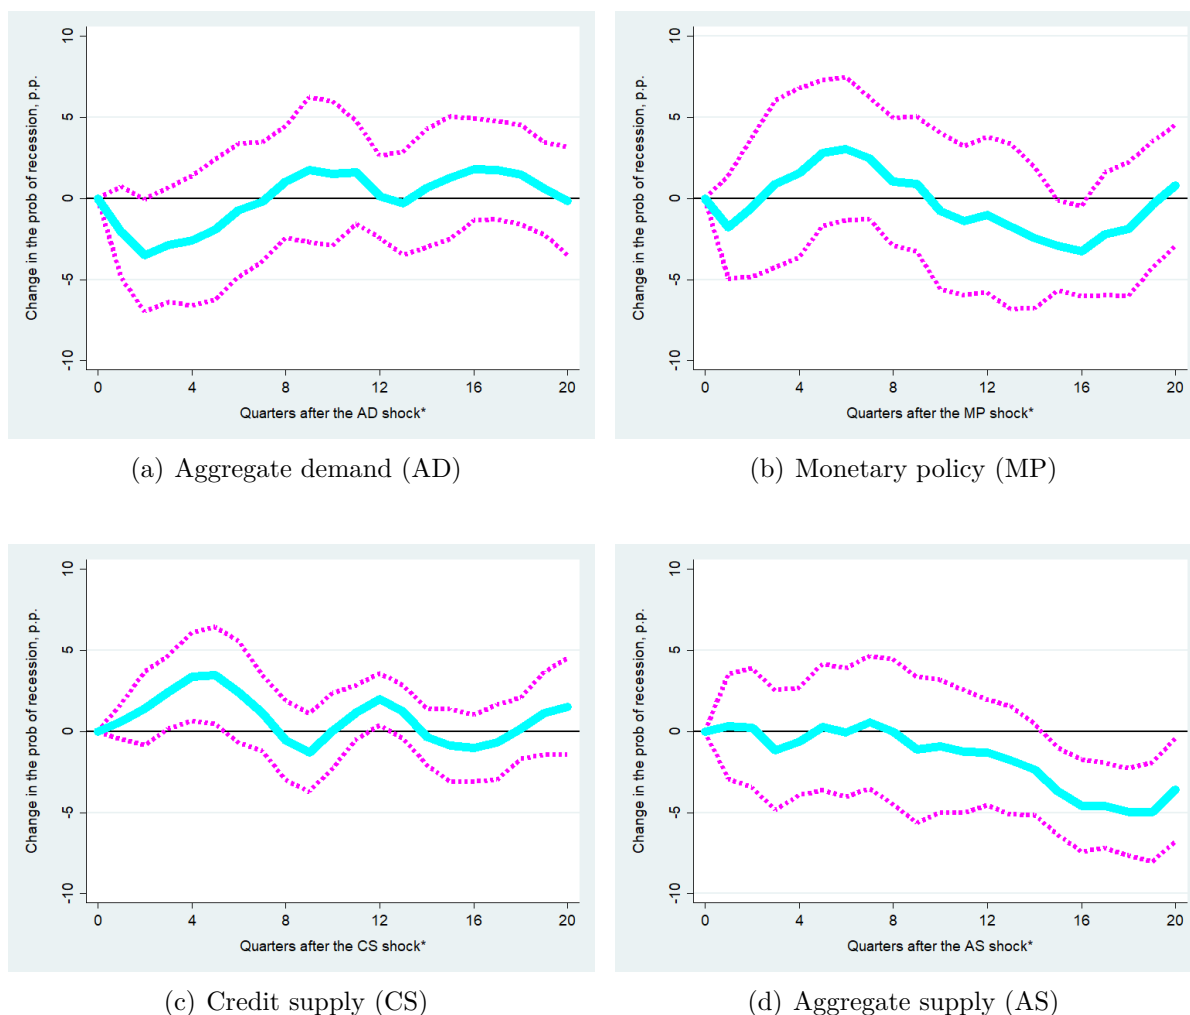 10
5
0
-5
-10
Change in the prob of recession, p.p.
0 4 8 12 16 20
Quarters after the AD shock*
(a) Aggregate demand (AD)
10
5
0
-5
-10
Change in the prob of recession, p.p.
0 4 8 12 16 20
Quarters after the MP shock*
(b) Monetary policy (MP)
10
5
0
-5
-10
Change in the prob of recession, p.p.
0 4 8 12 16 20
Quarters after the CS shock*
(c) Credit supply (CS)
10
5
0
-5
-10
Change in the prob of recession, p.p.
0 4 8 12 16 20
Quarters after the AS shock*
(d) Aggregate supply (AS)